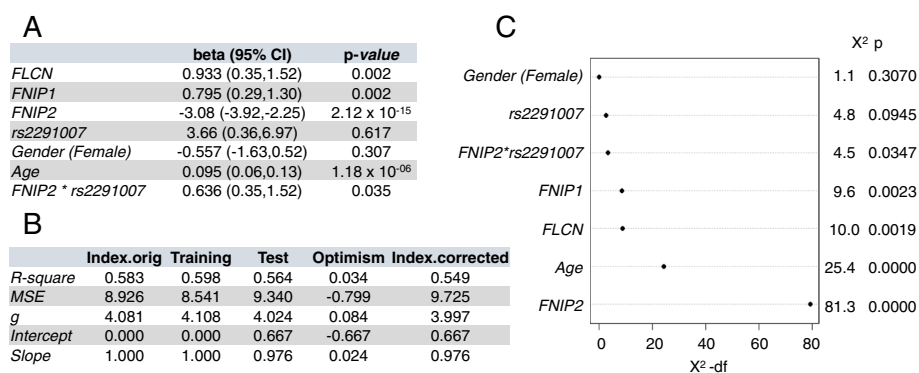 A
beta (95% CI) p-value
FLCN 0.933 (0.35,1.52) 0.002
FNIP1 0.795 (0.29,1.30) 0.002
FNIP2 -3.08 (-3.92,-2.25) 2.12 x 10-15
rs2291007 3.66 (0.36,6.97) 0.617
Gender (Female) -0.557 (-1.63,0.52) 0.307
Age 0.095 (0.06,0.13) 1.18 x 10-06
FNIP2 * rs2291007 0.636 (0.35,1.52) 0.035
B
Index.orig Training Test Optimism Index.corrected
R-square 0.583 0.598 0.564 0.034 0.549
MSE 8.926 8.541 9.340 -0.799 9.725
g 4.081 4.108 4.024 0.084 3.997
Intercept 0.000 0.000 0.667 -0.667 0.667
Slope 1.000 1.000 0.976 0.024 0.976
C
X2 p
Gender (Female) 1.1 0.3070
rs2291007 4.8 0.0945
FNIP2*rs2291007 4.5 0.0347
FNIP1 9.6 0.0023
FLCN 10.0 0.0019
Age 25.4 0.0000
FNIP2 81.3 0.0000
0 20 40 60 80
X2 -df